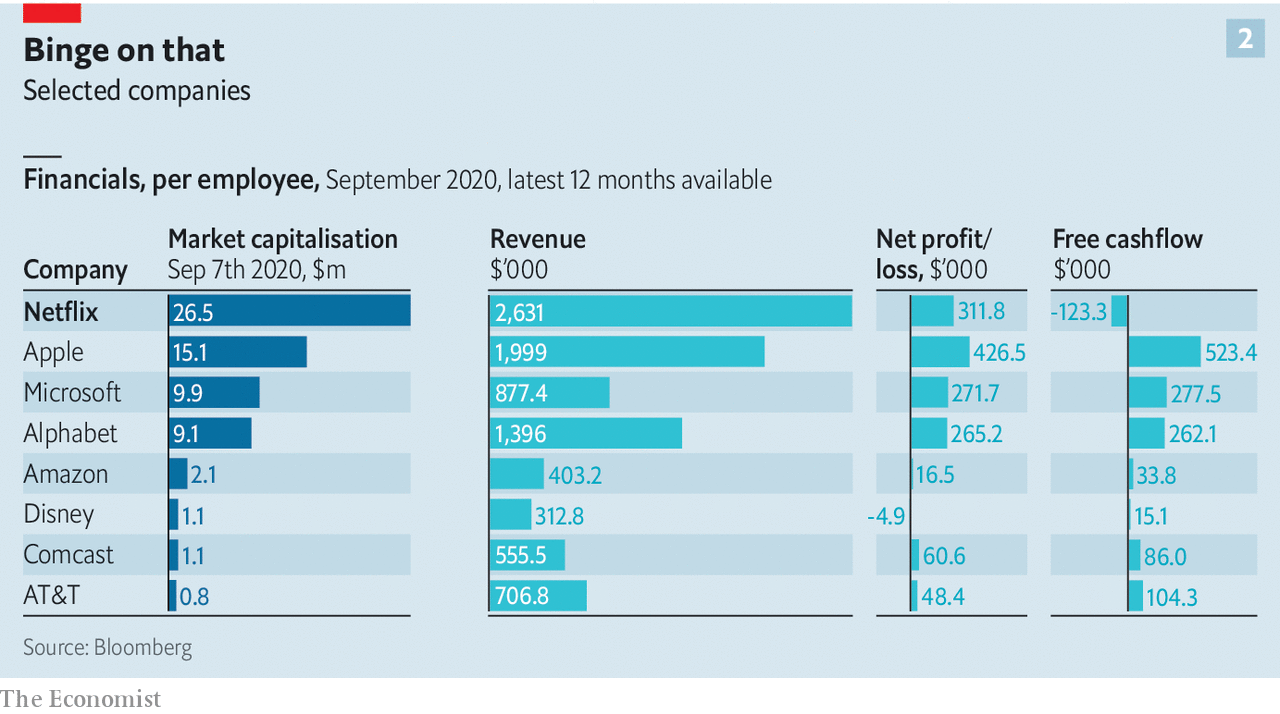 2
Binge on that
Selected companies
Financials, per employee, September 2020, latest 12 months available
Market capitalisation Revenue Net profit/ Free cashflow
Company Sep 7th 2020, $m $'000 loss, $'000 $'000
Netflix 26.5 2,631 311.8 -123.3
Apple 15.1 1,999 426.5 523.4
Microsoft 9.9 877.4 271.7 277.5
Alphabet 9.1 1,396 265.2 262.1
Amazon 2.1 403.2 16.5 33.8
Disney 1.1 312.8 -4.9 15.1
Comcast 1.1 555.5 60.6 86.0
AT&T 0.8 706.8 48.4 104.3
Source: Bloomberg
The Economist